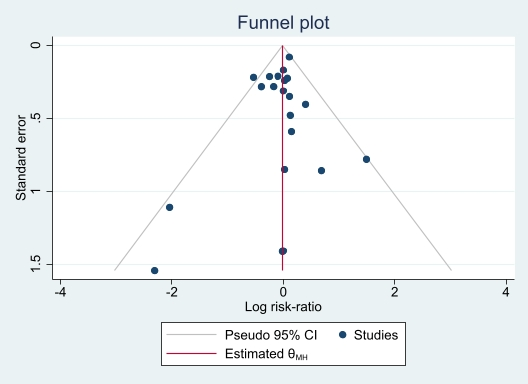 Funnel plot
Standard error
0
.5
1
1.5
-4 -2 0 2 4
Log risk-ratio
Pseudo 95% CI Studies
Estimated θMH